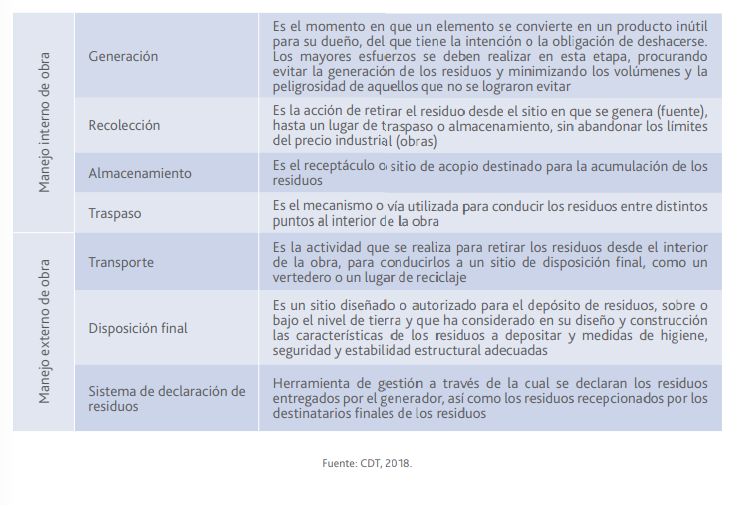 Manejo interno de obra
Generación
Es el momento en que un elemento se convierte en un producto inútil
para su dueño, del que tiene la intención o la obligación de deshacerse.
Los mayores esfuerzos se deben realizar en esta etapa, procurando
evitar la generación de los residuos y minimizando los volúmenes y la
peligrosidad de aquellos que no se lograron evitar
Recolección
Es la acción de retirar el residuo desde el sitio en que se genera (fuente),
hasta un lugar de traspaso o almacenamiento, sin abandonar los límites
del precio industrial (obras)
Almacenamiento
Es el receptáculo o sitio de acopio destinado para la acumulación de los
residuos
Traspaso
Es el mecanismo o vía utilizada para conducir los residuos entre distintos
puntos al interior de la obra
Manejo externo de obra
Transporte
Es la actividad que se realiza para retirar los residuos desde el interior
de la obra, para conducirlos a un sitio de disposición final, como un
vertedero o un lugar de reciclaje
Disposición final
Es un sitio diseñado o autorizado para el depósito de residuos, sobre o
bajo el nivel de tierra y que ha considerado en su diseño y construcción
las características de los residuos a depositar y medidas de higiene,
seguridad y estabilidad estructural adecuadas
Sistema de declaración de
residuos
Herramienta de gestión a través de la cual se declaran los residuos
entregados por el generador, así como los residuos recepcionados por los
destinatarios finales de los residuos
Fuente: CDT, 2018.